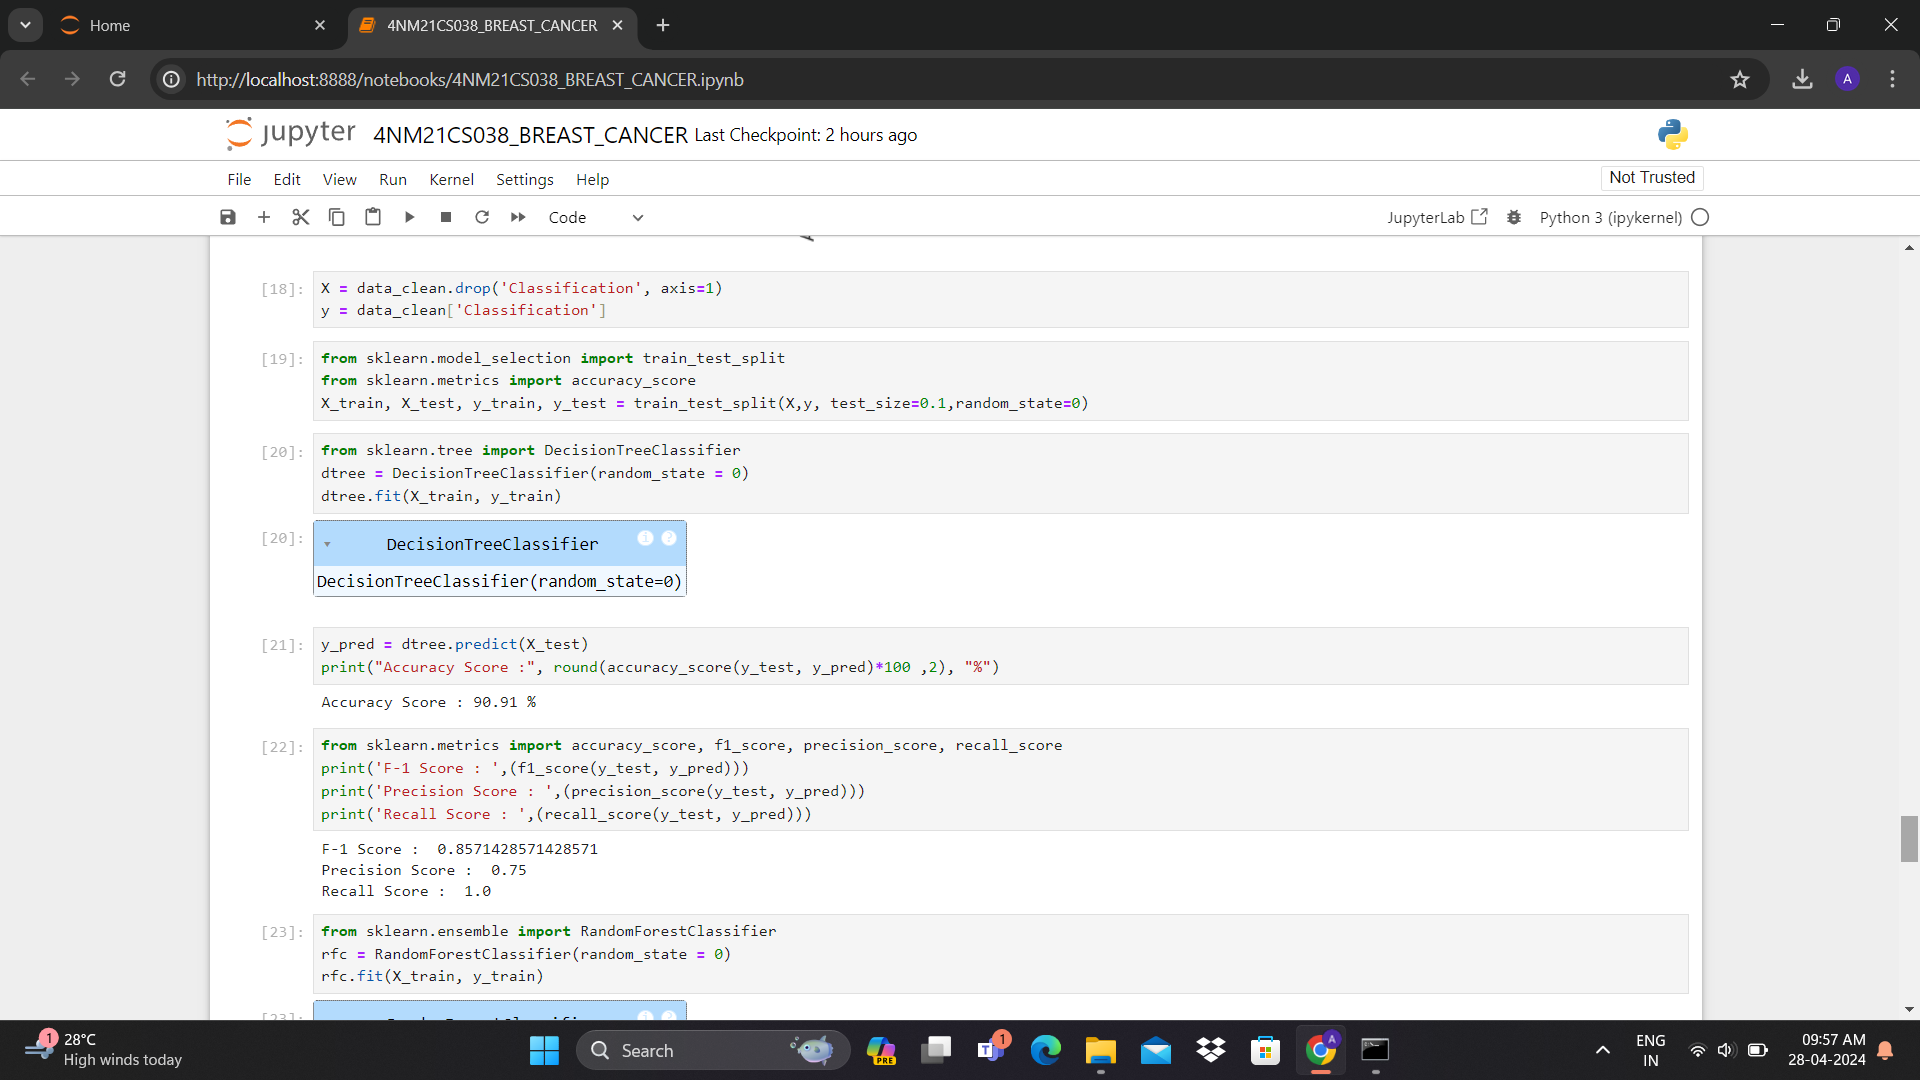 Home
4NM21CS038_BREAST_CANCER
http://localhost:8888/notebooks/4NM21CS038_BREAST_CANCER.ipynb
A
jupyter 4NM21CS038_BREAST_CANCER Last Checkpoint: 2 hours ago
File Edit View Run Kernel Settings Help
Not Trusted
Code
JupyterLab
Python 3 (ipykernel)
[18]: X = data_clean.drop('Classification', axis=1)
y = data_clean['Classification']
[19]: from sklearn.model_selection import train_test_split
from sklearn.metrics import accuracy_score
X_train, X_test, y_train, y_test = train_test_split(X,y, test_size=0.1,random_state=0)
[20]: from sklearn.tree import DecisionTreeClassifier
dtree = DecisionTreeClassifier(random_state = 0)
dtree.fit(X_train, y_train)
[20]: DecisionTreeClassifier i ?
DecisionTreeClassifier(random_state=0)
[21]: y_pred = dtree.predict(X_test)
print("Accuracy Score :", round(accuracy_score(y_test, y_pred)*100 ,2), "%")
Accuracy Score : 90.91 %
[22]: from sklearn.metrics import accuracy_score, f1_score, precision_score, recall_score
print('F-1 Score : ',(f1_score(y_test, y_pred)))
print('Precision Score : ',(precision_score(y_test, y_pred)))
print('Recall Score : ',(recall_score(y_test, y_pred)))
F-1 Score :  0.8571428571428571
Precision Score :  0.75
Recall Score :  1.0
[23]: from sklearn.ensemble import RandomForestClassifier
rfc = RandomForestClassifier(random_state = 0)
rfc.fit(X_train, y_train)
1
28°C
High winds today
Search
PRE
1
A
ENG
IN
09:57 AM
28-04-2024